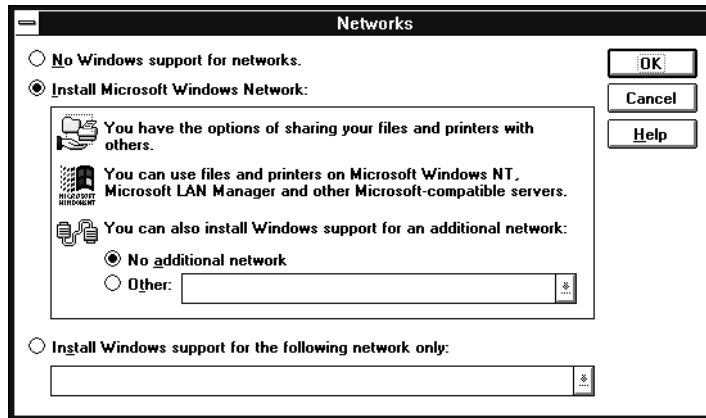 Networks
No Windows support for networks.
OK
Install Microsoft Windows Network:
Cancel
You have the options of sharing your files and printers with
others.
Help
You can use files and printers on Microsoft Windows NT,
Microsoft LAN Manager and other Microsoft-compatible servers.
MICROSOFT
You can also install Windows support for an additional network:
No additional network
Other:
Install Windows support for the following network only: